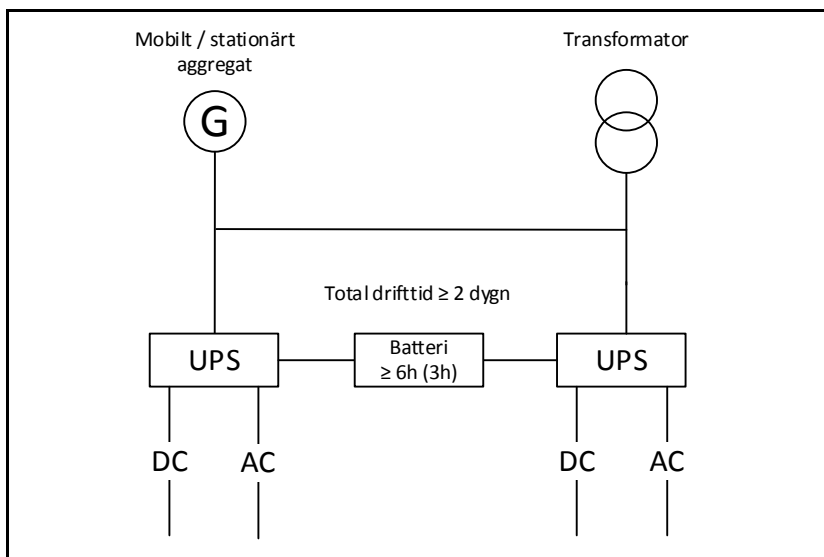 Mobilt / stationärt
aggregat
Transformator
G
Total drifttid ≥ 2 dygn
UPS
Batteri
≥ 6h (3h)
UPS
DC
AC
DC
AC